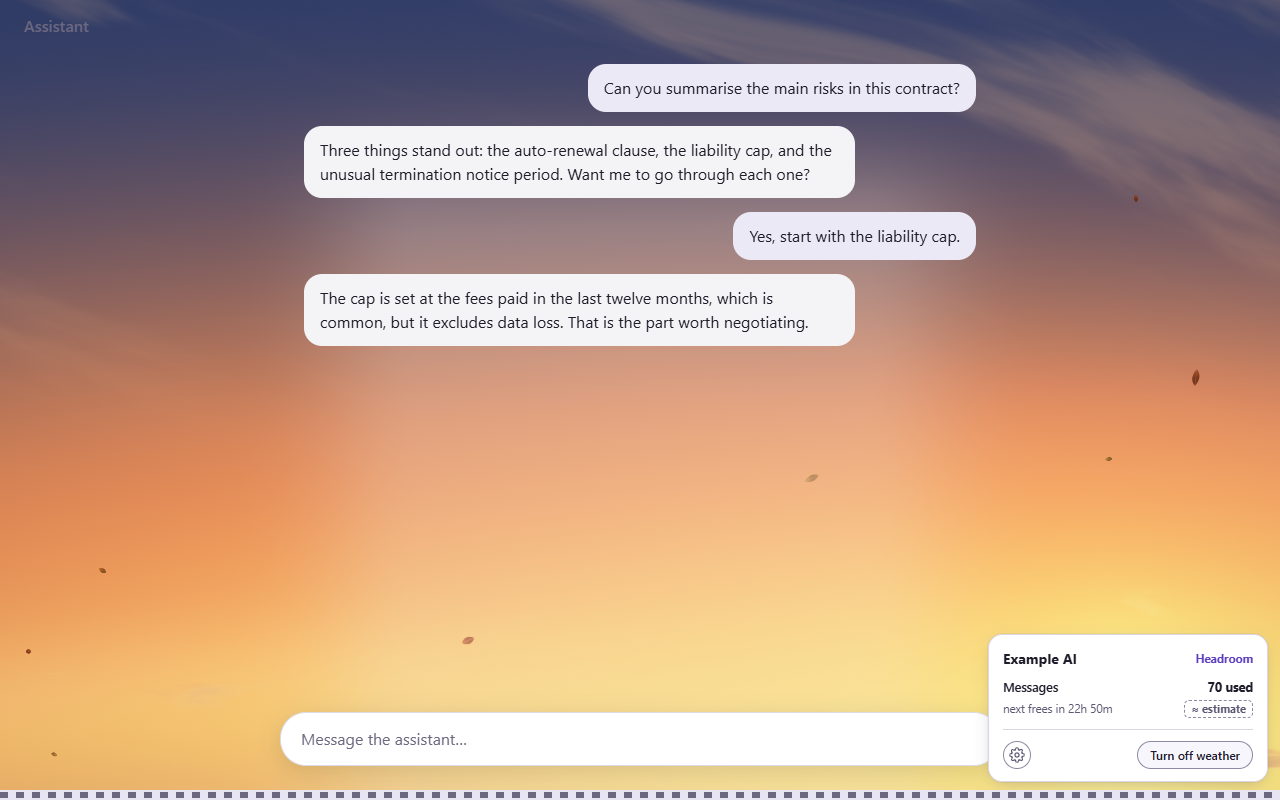 Assistant
Can you summarise the main risks in this contract?
Three things stand out: the auto-renewal clause, the liability cap, and the
unusual termination notice period. Want me to go through each one?
Yes, start with the liability cap.
The cap is set at the fees paid in the last twelve months, which is
common, but it excludes data loss. That is the part worth negotiating.
Message the assistant...
Example AI Headroom
Messages 70 used
next frees in 22h 50m ≈ estimate
Turn off weather